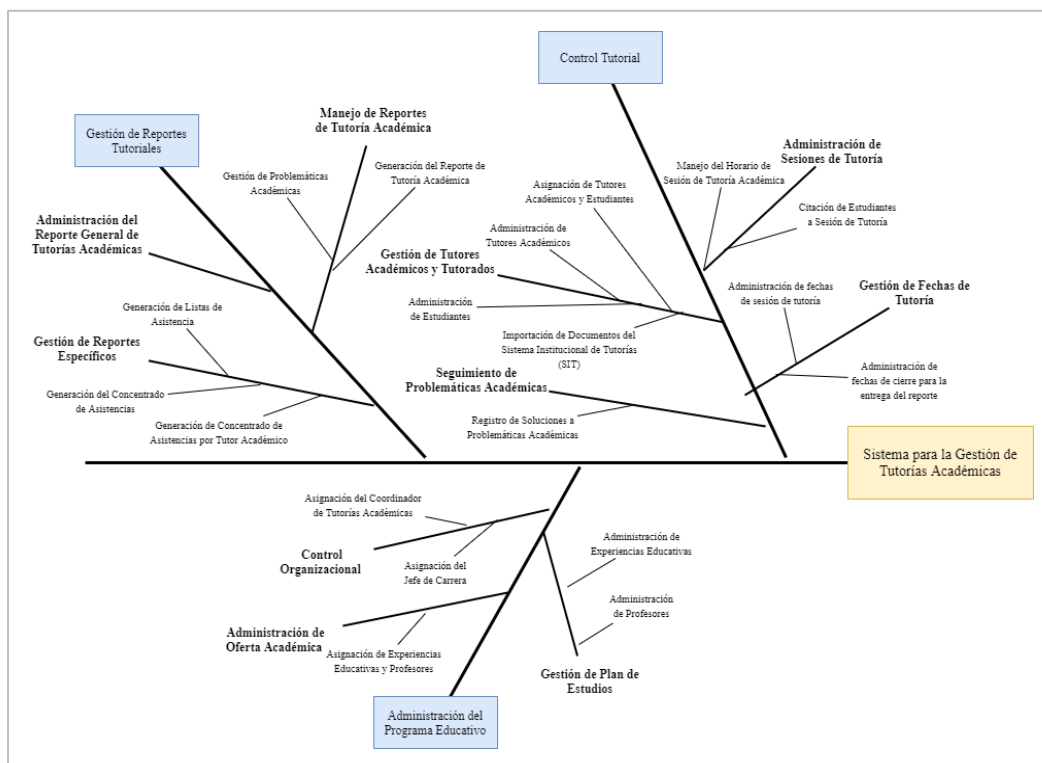 Control Tutorial
Gestión de Reportes
Tutoriales
Manejo de Reportes
de Tutoría Académica
Gestión de Problemáticas
Académicas
Generación del Reporte de
Tutoría Académica
Administración del
Reporte General de
Tutorías Académicas
Generación de Listas de
Asistencia
Gestión de Reportes
Específicos
Generación del Concentrado
de Asistencias
Generación de Concentrado de
Asistencias por Tutor Académico
Administración de
Sesiones de Tutoría
Manejo del Horario de
Sesión de Tutoría Académica
Citación de Estudiantes
a Sesión de Tutoría
Asignación de Tutores
Académicos y Estudiantes
Administración de
Tutores Académicos
Gestión de Tutores
Académicos y Tutorados
Administración
de Estudiantes
Importación de Documentos del
Sistema Institucional de Tutorías
(SIT)
Administración de fechas
de sesión de tutoría
Gestión de Fechas de
Tutoría
Administración de
fechas de cierre para la
entrega del reporte
Seguimiento de
Problemáticas Académicas
Registro de Soluciones a
Problemáticas Académicas
Sistema para la Gestión de
Tutorías Académicas
Asignación del Coordinador
de Tutorías Académicas
Control
Organizacional
Asignación del
Jefe de Carrera
Administración de
Experiencias Educativas
Administración
de Profesores
Administración de
Oferta Académica
Asignación de Experiencias
Educativas y Profesores
Gestión de Plan de
Estudios
Administración del
Programa Educativo